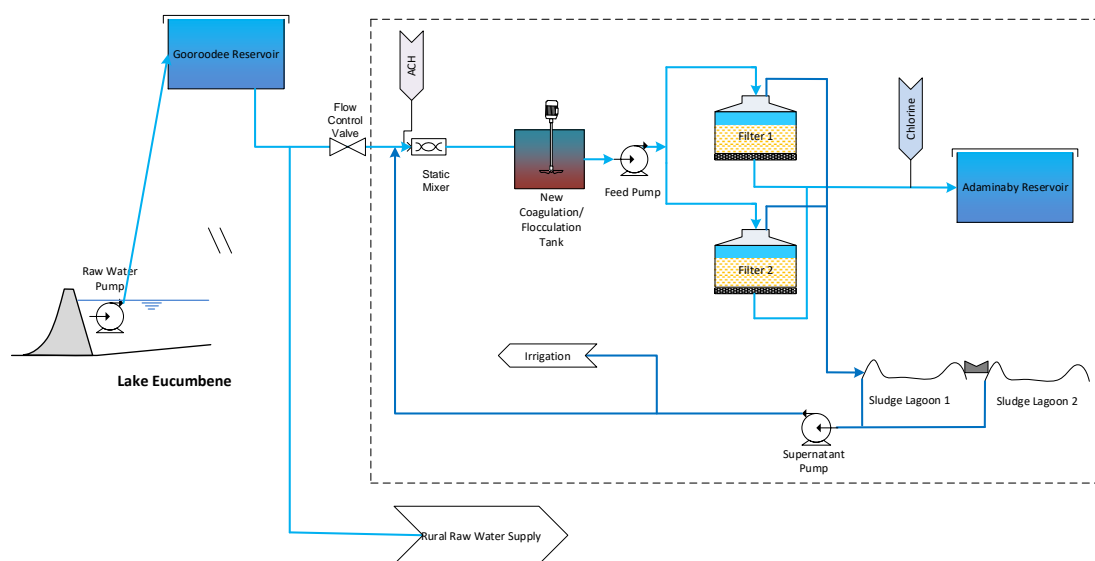 Gooroodee Reservoir
ACH
Flow
Control
Valve
Static
Mixer
New
Coagulation/
Flocculation
Tank
Feed Pump
Filter 1
Filter 2
Chlorine
Adaminaby Reservoir
Raw Water
Pump
Lake Eucumbene
Irrigation
Sludge Lagoon 1
Sludge Lagoon 2
Supernatant
Pump
Rural Raw Water Supply